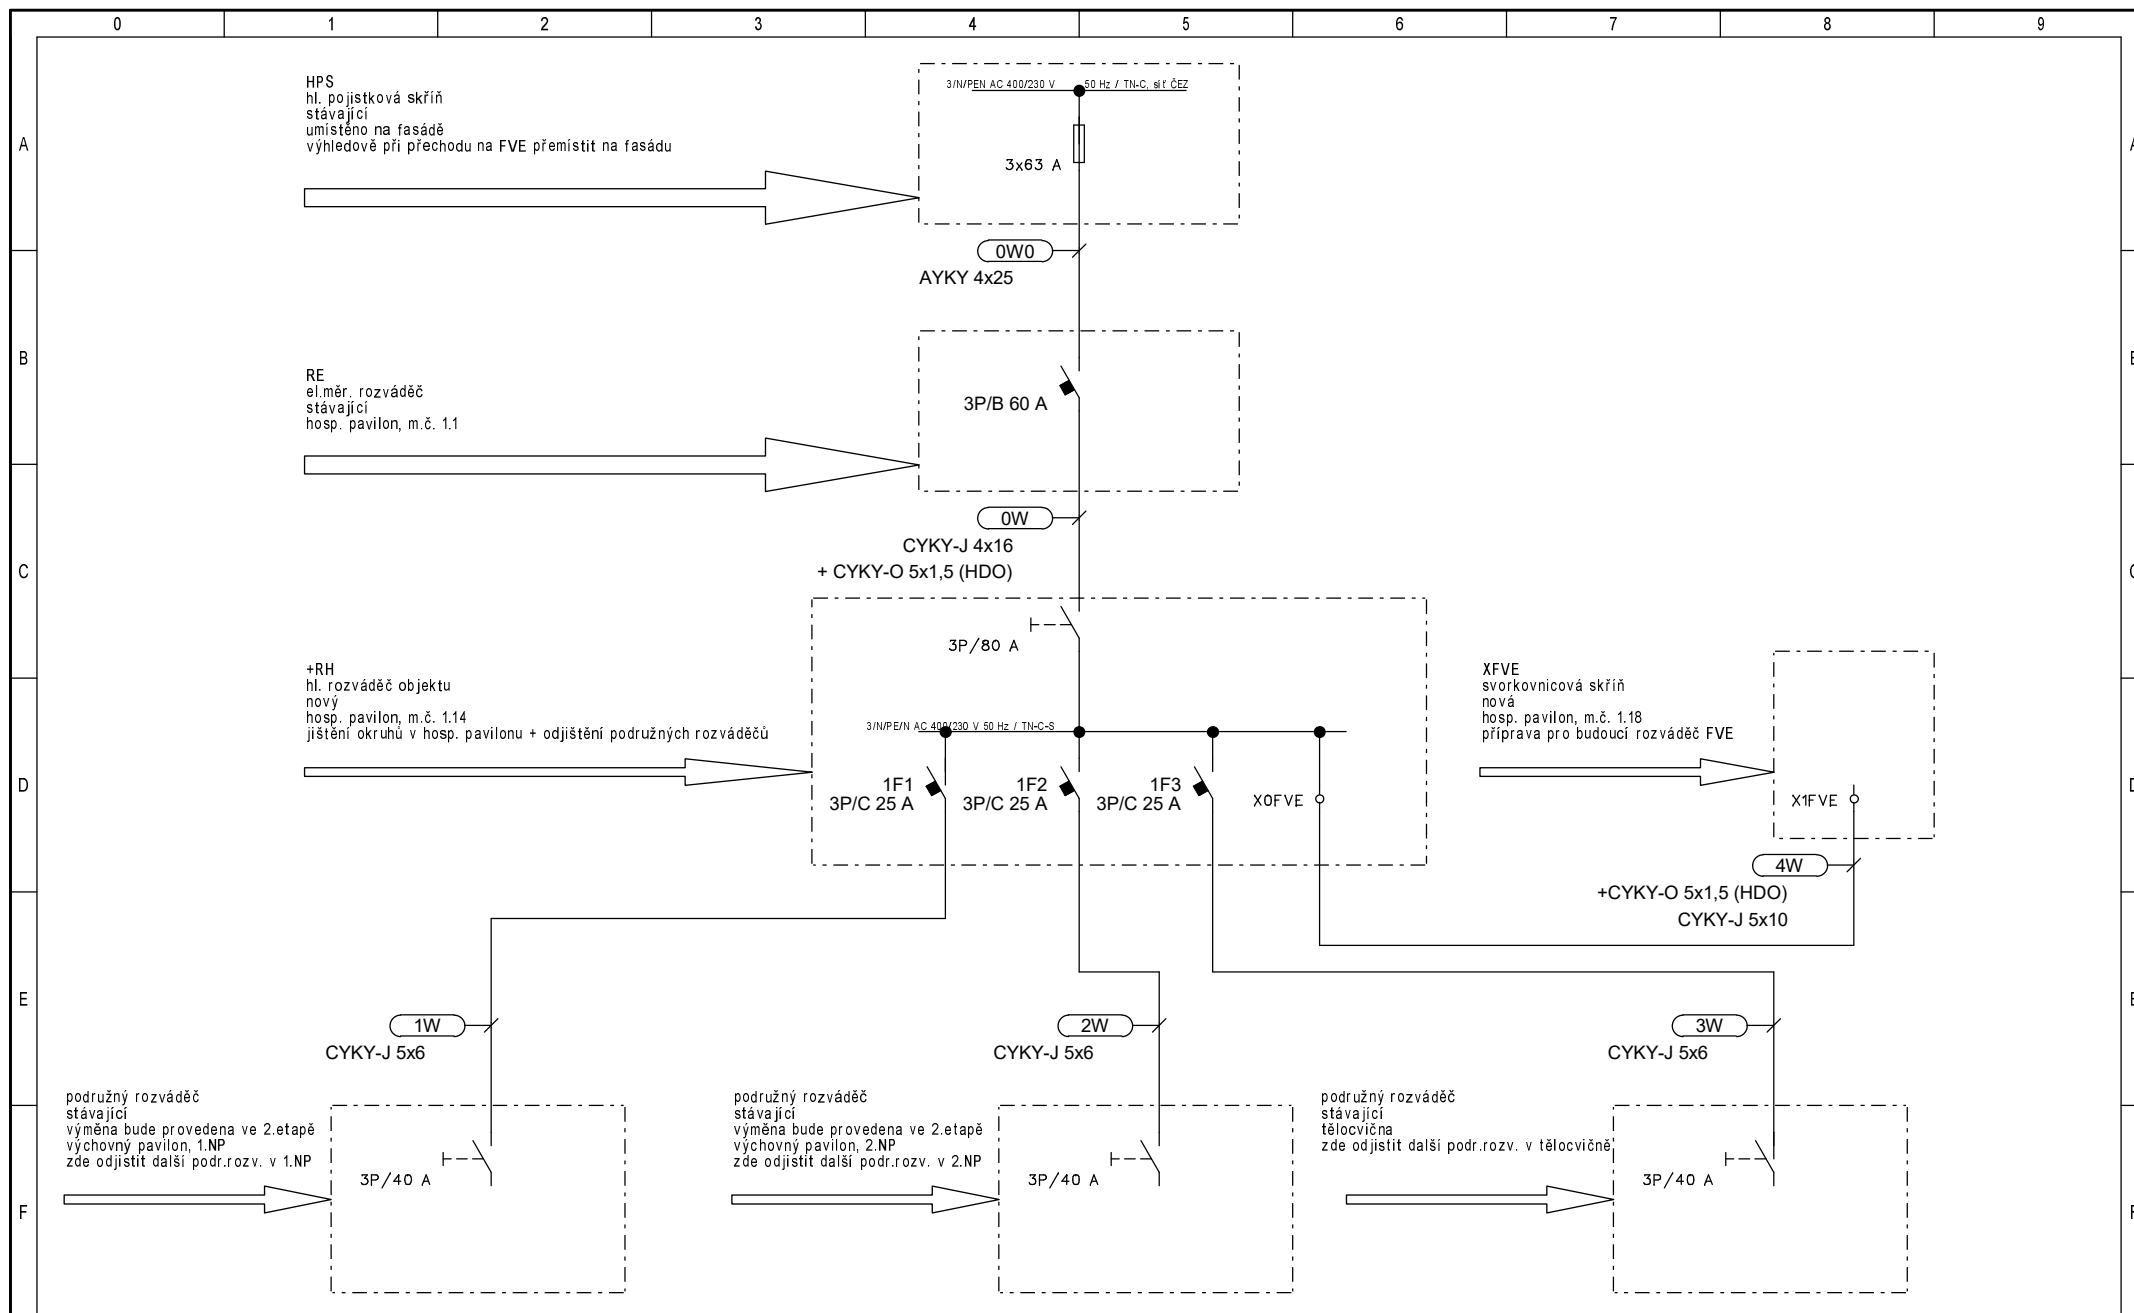 0 1 2 3 4 5 6 7 8 9
HPS
hl. pojistková skříň
stávající
umístěno na fasádě
výhledově při přechodu na FVE přemístit na fasádu
3/N/PEN AC 400/230 V 50 Hz / TN-C, síť ČEZ
3x63 A
A
A
0W0
AYKY 4x25
B
RE
el.měr. rozváděč
stávající
hosp. pavilon, m.č. 1.1
3P/B 60 A
0W
CYKY-J 4x16
+ CYKY-O 5x1,5 (HDO)
C
3P/80 A
+RH
hl. rozváděč objektu
nový
hosp. pavilon, m.č. 1.14
jištění okruhů v hosp. pavilonu + odjištění podružných rozváděčů
3/N/PE/N AC 400/230 V 50 Hz / TN-C-S
XFVE
svorkovnicová skříň
nová
hosp. pavilon, m.č. 1.18
příprava pro budoucí rozváděč FVE
D
D
1F1
3P/C 25 A
1F2
3P/C 25 A
1F3
3P/C 25 A
X0FVE
X1FVE
4W
+CYKY-O 5x1,5 (HDO)
CYKY-J 5x10
E
E
1W
CYKY-J 5x6
2W
CYKY-J 5x6
3W
CYKY-J 5x6
podružný rozváděč
stávající
výměna bude provedena ve 2.etapě
výchovný pavilon, 1.NP
zde odjistit další podr.rozv. v 1.NP
3P/40 A
podružný rozváděč
stávající
výměna bude provedena ve 2.etapě
výchovný pavilon, 2.NP
zde odjistit další podr.rozv. v 2.NP
3P/40 A
podružný rozváděč
stávající
tělocvična
zde odjistit další podr.rozv. v tělocvičně
3P/40 A
F
F